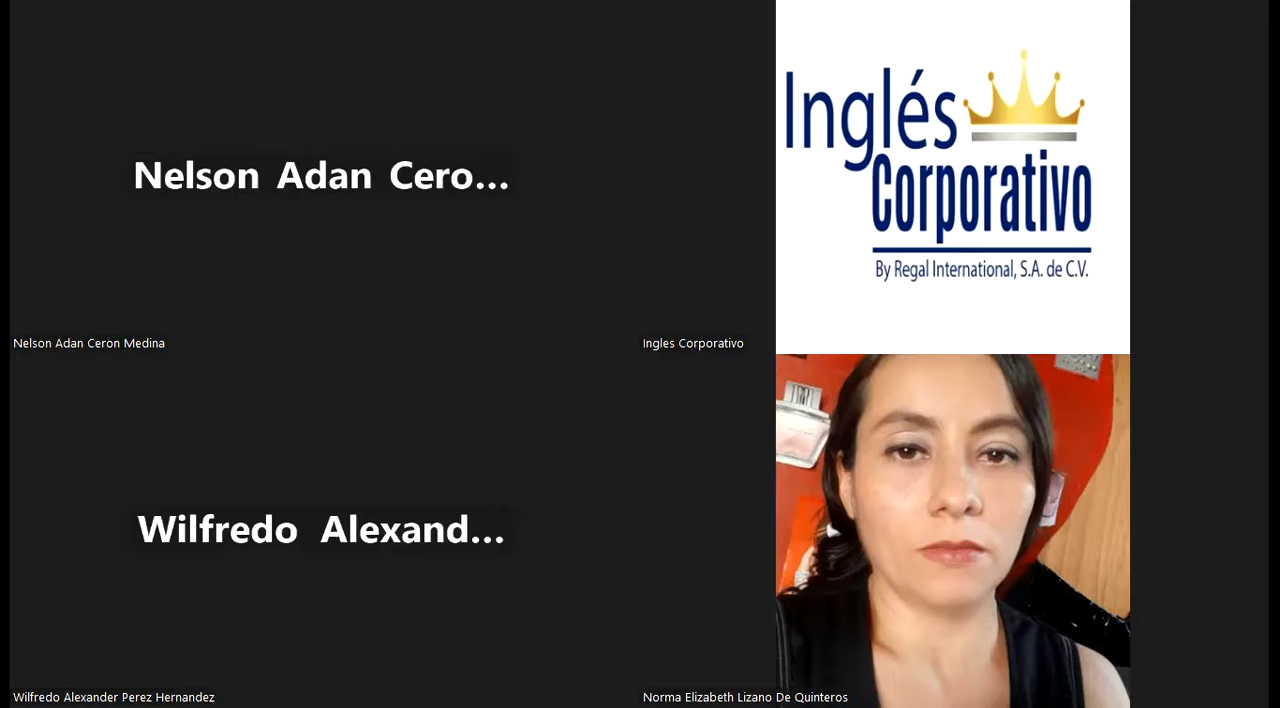 Nelson Adan Cero...
Nelson Adan Ceron Medina
Inglés
Corporativo
By Regal International, S.A. de C.V.
Ingles Corporativo
Wilfredo Alexand...
Wilfredo Alexander Perez Hernandez
Norma Elizabeth Lizano De Quinteros